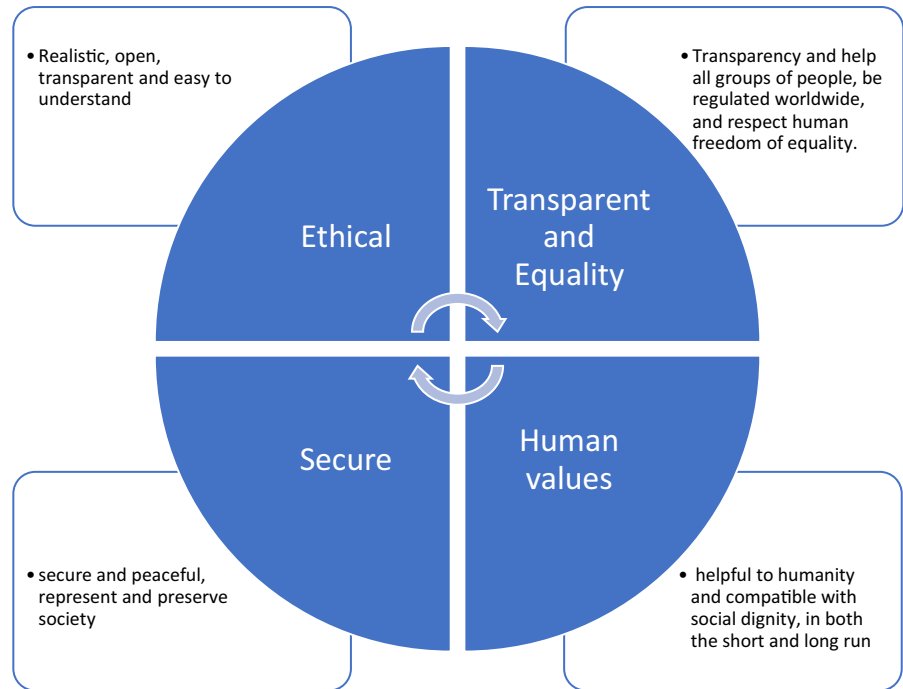 • Realistic, open,
transparent and easy to
understand
• Transparency and help
all groups of people, be
regulated worldwide,
and respect human
freedom of equality.
Ethical
Transparent
and
Equality
Secure
Human
values
• secure and peaceful,
represent and preserve
society
• helpful to humanity
and compatible with
social dignity, in both
the short and long run